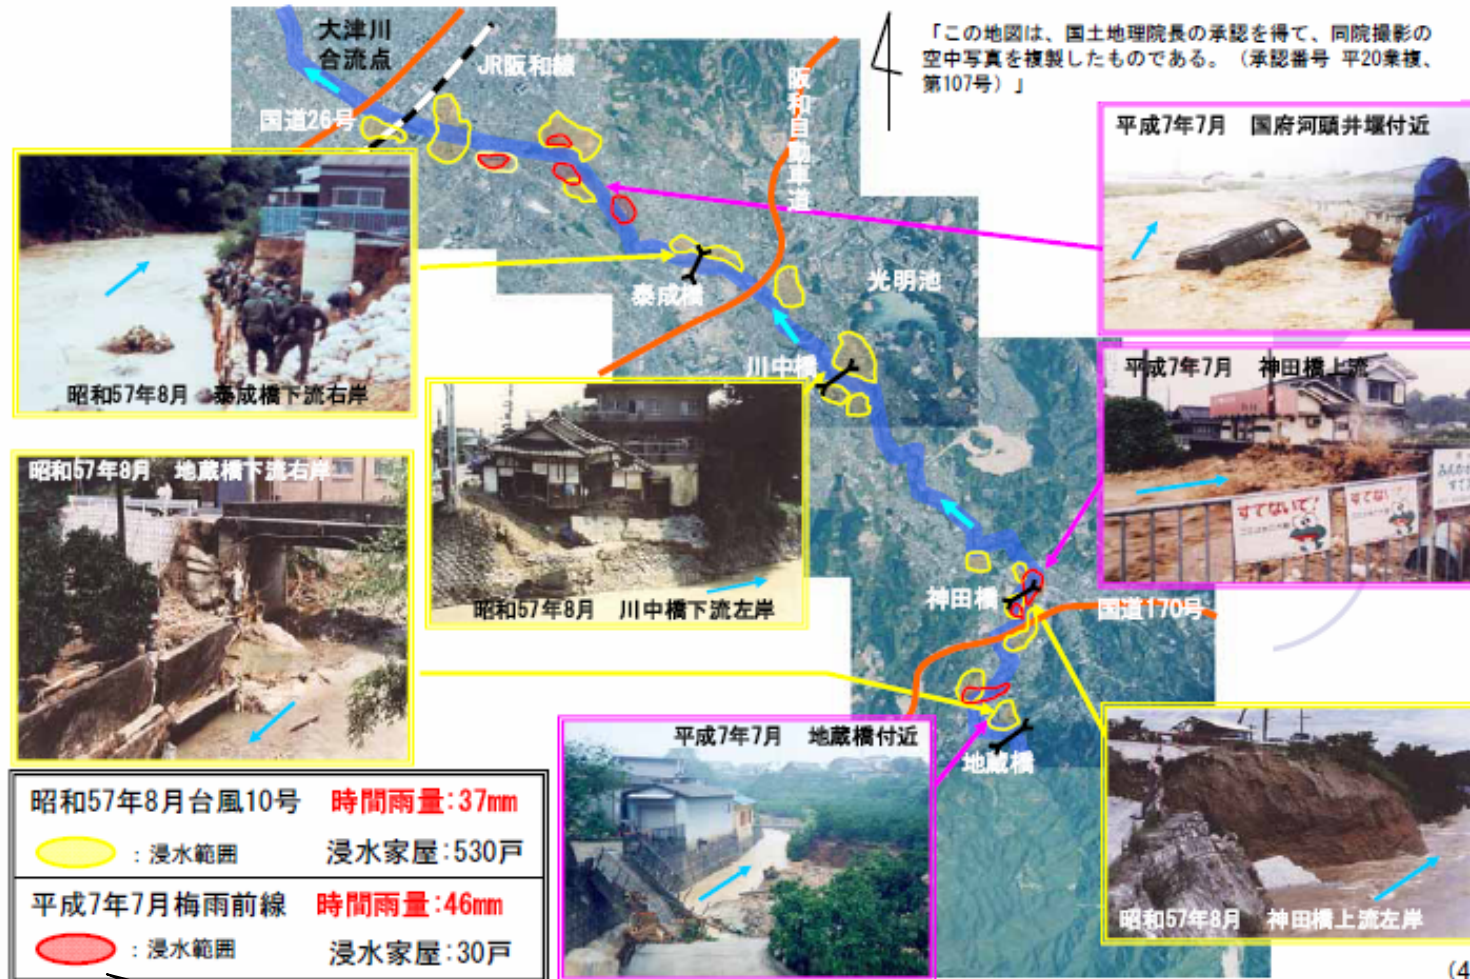 大津川
合流点
JR阪和線
国道26号
阪和自動車道
「この地図は、国土地理院長の承認を得て、同院撮影の
空中写真を複製したものである。（承認番号 平20業複、
第107号）」
平成7年7月 国府河頭井堰付近
昭和57年8月 泰成橋下流右岸
泰成橋
光明池
川中橋
平成7年7月 神田橋上流
すてないで！
すてない
昭和57年8月 地蔵橋下流右岸
昭和57年8月 川中橋下流左岸
神田橋
国道170号
地蔵橋
平成7年7月 地蔵橋付近
昭和57年8月 神田橋上流左岸
昭和57年8月台風10号 時間雨量:37mm
：浸水範囲 浸水家屋:530戸
平成7年7月梅雨前線 時間雨量:46mm
：浸水範囲 浸水家屋:30戸
(4